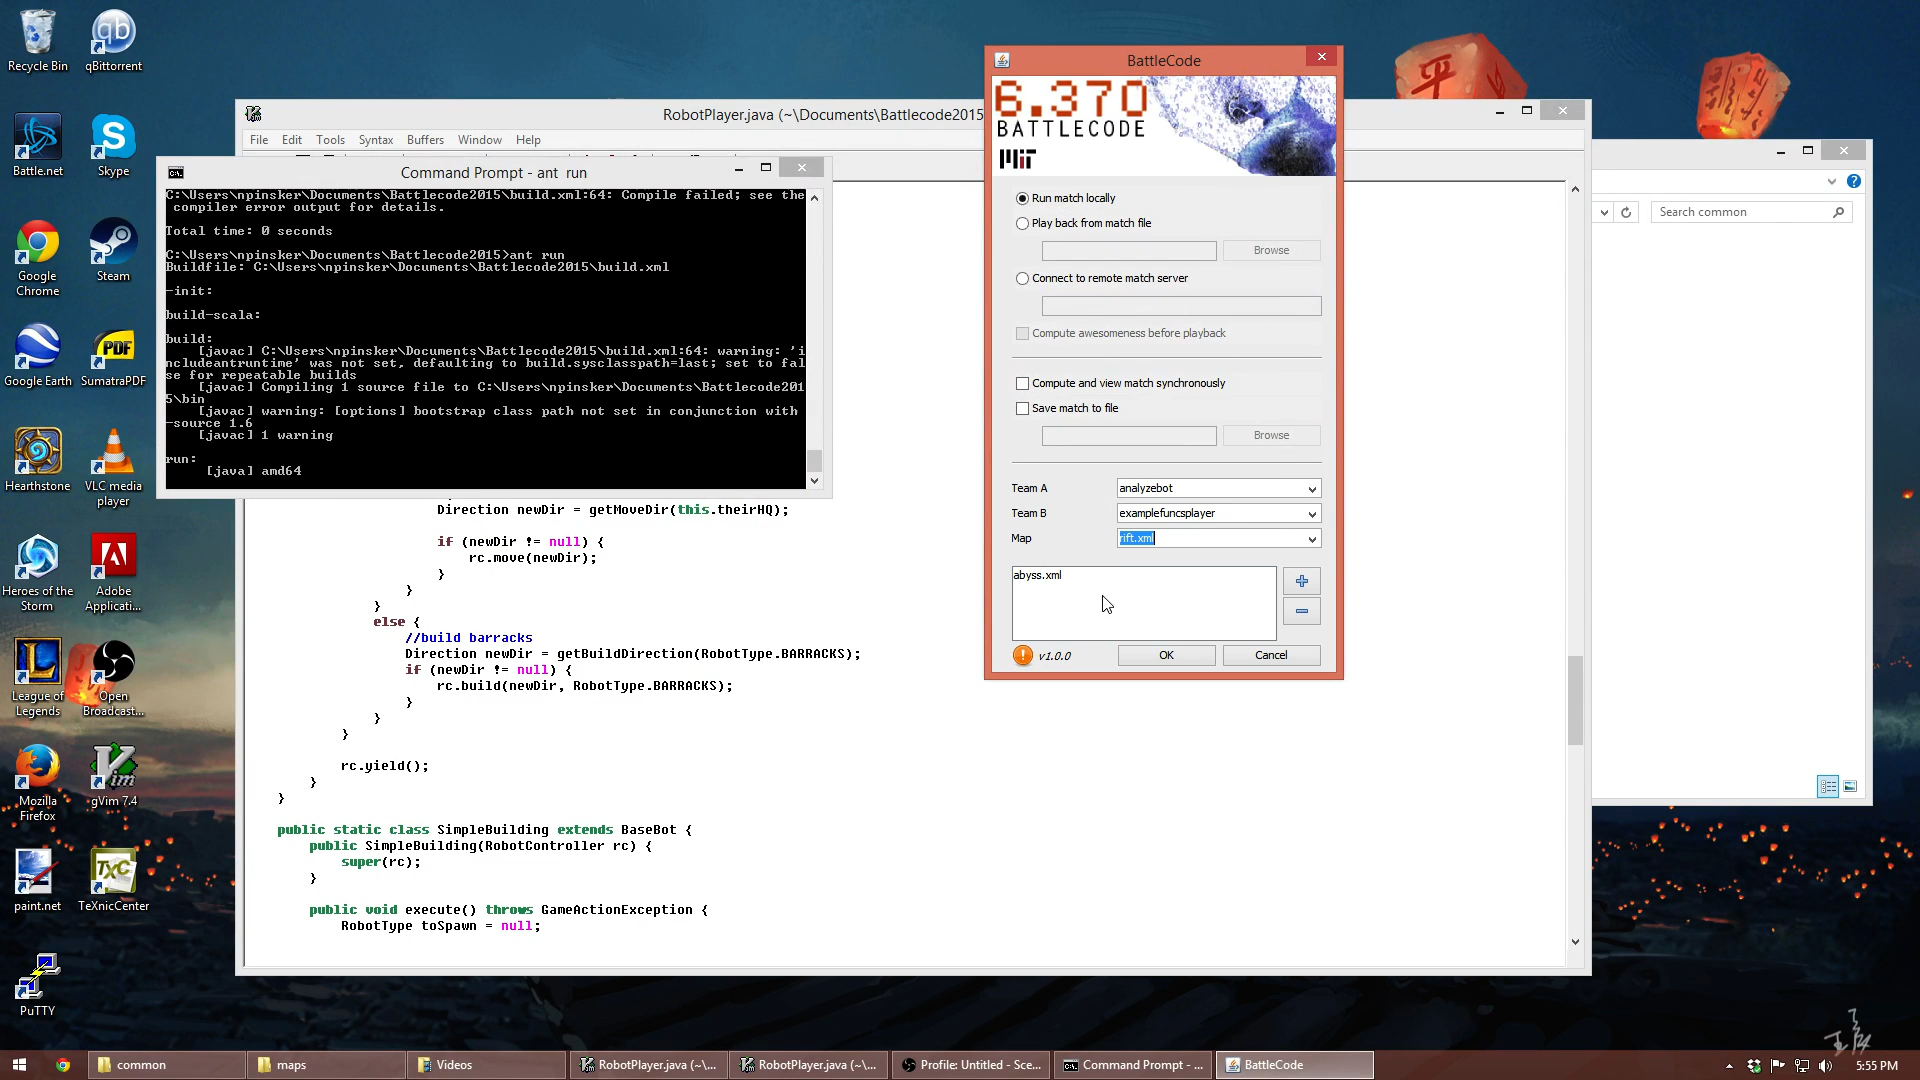 Recycle Bin
qBittorrent
Battle.net
Skype
Google Chrome
Steam
Google Earth
PDF
SumatraPDF
Hearthstone
VLC media player
Heroes of the Storm
Adobe Applicati...
League of Legends
Open Broadcast...
Mozilla Firefox
gVim 7.4
paint.net
TXC
TeXnicCenter
PuTTY
RobotPlayer.java (~\Documents\Battlecode2015
File Edit Tools Syntax Buffers Window Help
Command Prompt - ant run
C:\Users\npinsker\Documents\Battlecode2015\build.xml:64: Compile failed; see the
compiler error output for details.
Total time: 0 seconds
C:\Users\npinsker\Documents\Battlecode2015>ant run
Buildfile: C:\Users\npinsker\Documents\Battlecode2015\build.xml
-init:
build-scala:
build:
[javac] C:\Users\npinsker\Documents\Battlecode2015\build.xml:64: warning: 'i
ncludeantruntime' was not set, defaulting to build.sysclasspath=last; set to fal
se for repeatable builds
[javac] Compiling 1 source file to C:\Users\npinsker\Documents\Battlecode201
5\bin
[javac] warning: [options] bootstrap class path not set in conjunction with
-source 1.6
[javac] 1 warning
run:
[java] amd64
Direction newDir = getMoveDir(this.theirHQ);
if (newDir != null) {
rc.move(newDir);
}
}
}
else {
//build barracks
Direction newDir = getBuildDirection(RobotType.BARRACKS);
if (newDir != null) {
rc.build(newDir, RobotType.BARRACKS);
}
}
}
rc.yield();
}
}
public static class SimpleBuilding extends BaseBot {
public SimpleBuilding(RobotController rc) {
super(rc);
}
public void execute() throws GameActionException {
RobotType toSpawn = null;
BattleCode
6.370
BATTLECODE
MIT
Run match locally
Play back from match file
Browse
Connect to remote match server
Compute awesomeness before playback
Compute and view match synchronously
Save match to file
Browse
Team A analyzebot
Team B examplefuncsplayer
Map rift.xml
abyss.xml
v1.0.0 OK Cancel
Search common
平
common
maps
Videos
RobotPlayer.java (~\...
RobotPlayer.java (~\...
Profile: Untitled - Sce...
Command Prompt - ...
BattleCode
5:55 PM